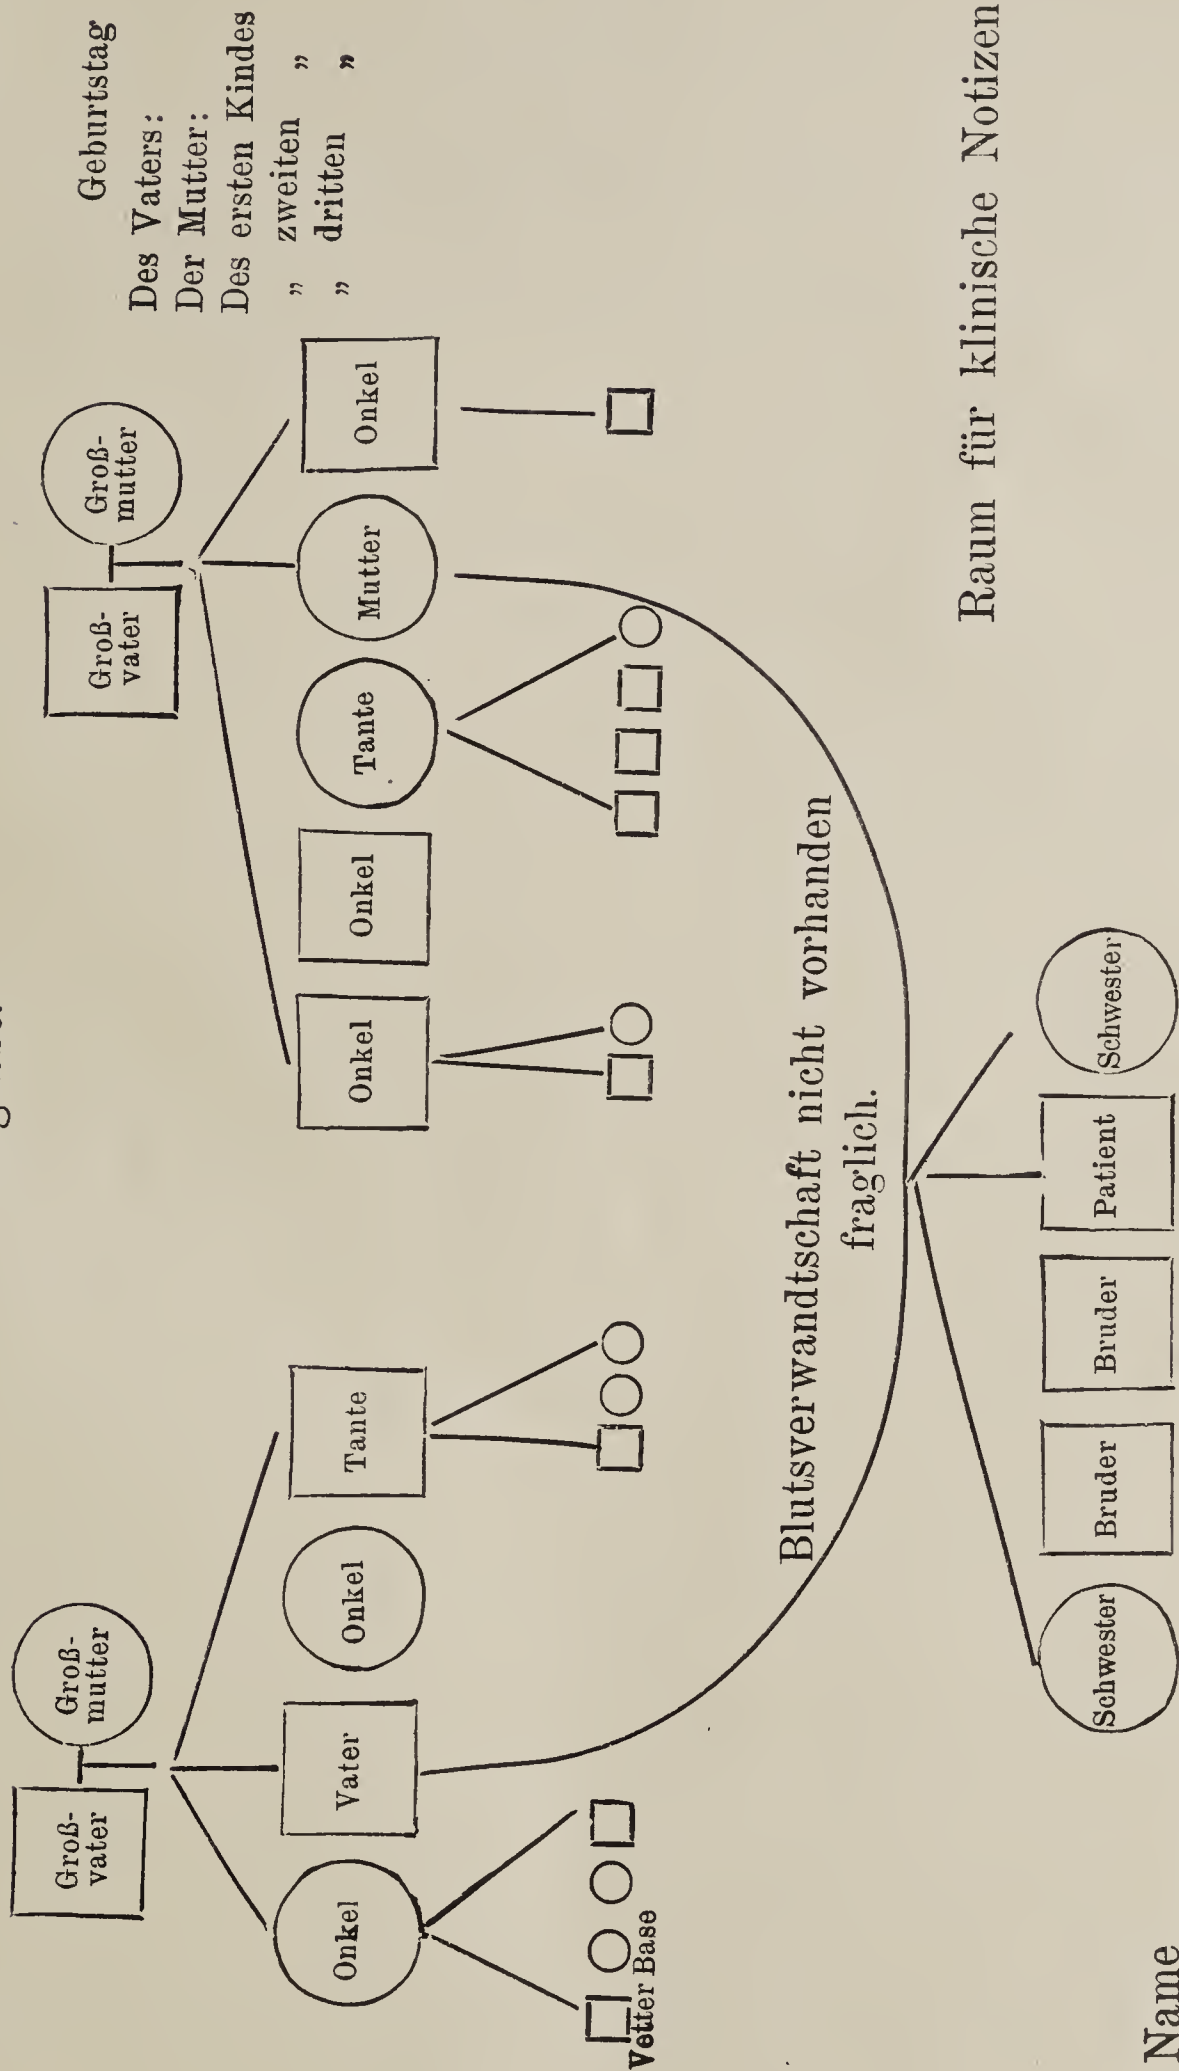 Groß-
vater
Groß-
mutter
Groß-
vater
Groß-
mutter
Geburtstag
Des Vaters:
Der Mutter:
Des ersten Kindes
„ zweiten „
„ dritten „
Onkel
Vater
Onkel
Tante
Onkel
Onkel
Tante
Mutter
Onkel
Vetter Base
Blutsverwandtschaft nicht vorhanden
fraglich.
Raum für klinische Notizen
Schwester
Bruder
Bruder
Patient
Schwester
Name